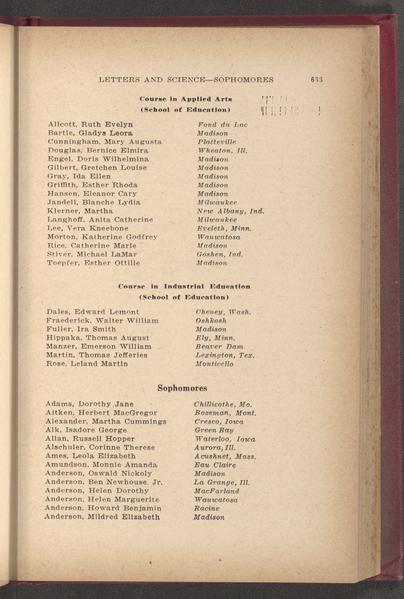 LETTERS AND SCIENCE—SOPHOMORES 633
Course in Applied Arts
(School of Education)
Allcott, Ruth Evelyn Fond du Lac
Bartle, Gladys Leora Madison
Cunningham, Mary Augusta Platteville
Douglas, Bernice Elmira Wheaton, Ill.
Engel, Doris Wilhelmina Madison
Gilbert, Gretchen Louise Madison
Gray, Ida Ellen Madison
Griffith, Esther Rhoda Madison
Hansen, Eleanor Cary Madison
Jandell, Blanche Lydia Milwaukee
Kierner, Martha New Albany, Ind.
Langhoff, Anita Catherine Milwaukee
Lee, Vera Kneebone Eveleth, Minn.
Morton, Katherine Godfrey Wauwatosa
Rice, Catherine Marie Madison
Stiver, Michael LaMar Goshen, Ind.
Toepfer, Esther Ottilie Madison
Course in Industrial Education
(School of Education)
Dales, Edward Lemont Cheney, Wash.
Fraederick, Walter William Oshkosh
Fuller, Ira Smith Madison
Hippaka, Thomas August Ely, Minn.
Manzer, Emerson William Beaver Dam
Martin, Thomas Jefferies Lexington, Tex.
Rose, Leland Martin Monticello
Sophomores
Adams, Dorothy Jane Chillicothe, Mo.
Aitken, Herbert MacGregor Bozeman, Mont.
Alexander, Martha Cummings Cresco, Iowa
Alk, Isadore George Green Bay
Allan, Russell Hopper Waterloo, Iowa
Alschuler, Corinne Therese Aurora, Ill.
Ames, Leola Elizabeth Acushnet, Mass.
Amundson, Monnie Amanda Eau Claire
Anderson, Oswald Nickoly Madison
Anderson, Ben Newhouse, Jr. La Grange, Ill.
Anderson, Helen Dorothy MacFarland
Anderson, Helen Marguerite Wauwatosa
Anderson, Howard Benjamin Racine
Anderson, Mildred Elizabeth Madison